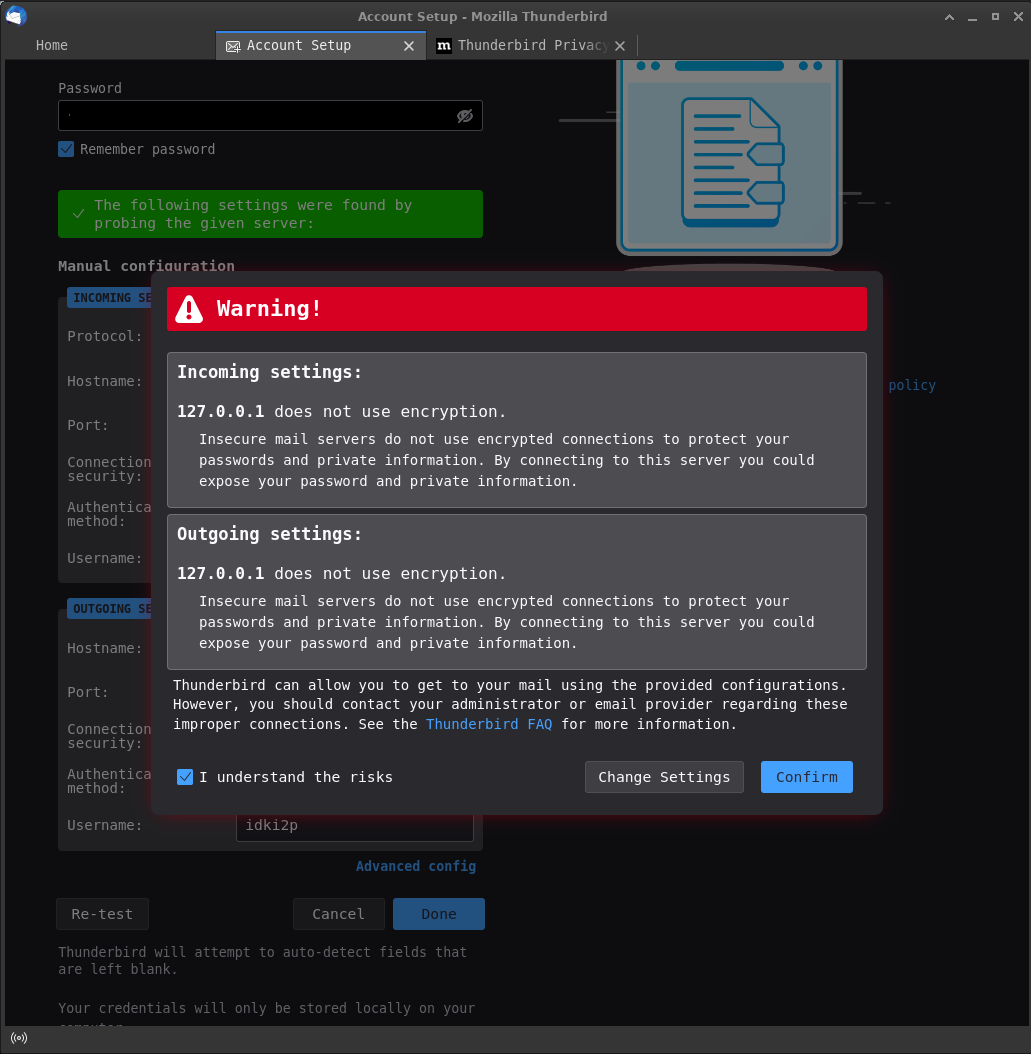 Account Setup - Mozilla Thunderbird
Home
Account Setup
m Thunderbird Privacy
Password
Remember password
The following settings were found by
probing the given server:
Manual configuration
INCOMING SE
Protocol:
Hostname:
Port:
Connection
security:
Authentica
method:
Username:
policy
Warning!
Incoming settings:
127.0.0.1 does not use encryption.
Insecure mail servers do not use encrypted connections to protect your
passwords and private information. By connecting to this server you could
expose your password and private information.
Outgoing settings:
127.0.0.1 does not use encryption.
Insecure mail servers do not use encrypted connections to protect your
passwords and private information. By connecting to this server you could
expose your password and private information.
Thunderbird can allow you to get to your mail using the provided configurations.
However, you should contact your administrator or email provider regarding these
improper connections. See the Thunderbird FAQ for more information.
I understand the risks
Change Settings
Confirm
OUTGOING SE
Hostname:
Port:
Connection
security:
Authentica
method:
Username:
idki2p
Advanced config
Re-test
Cancel
Done
Thunderbird will attempt to auto-detect fields that
are left blank.
Your credentials will only be stored locally on your